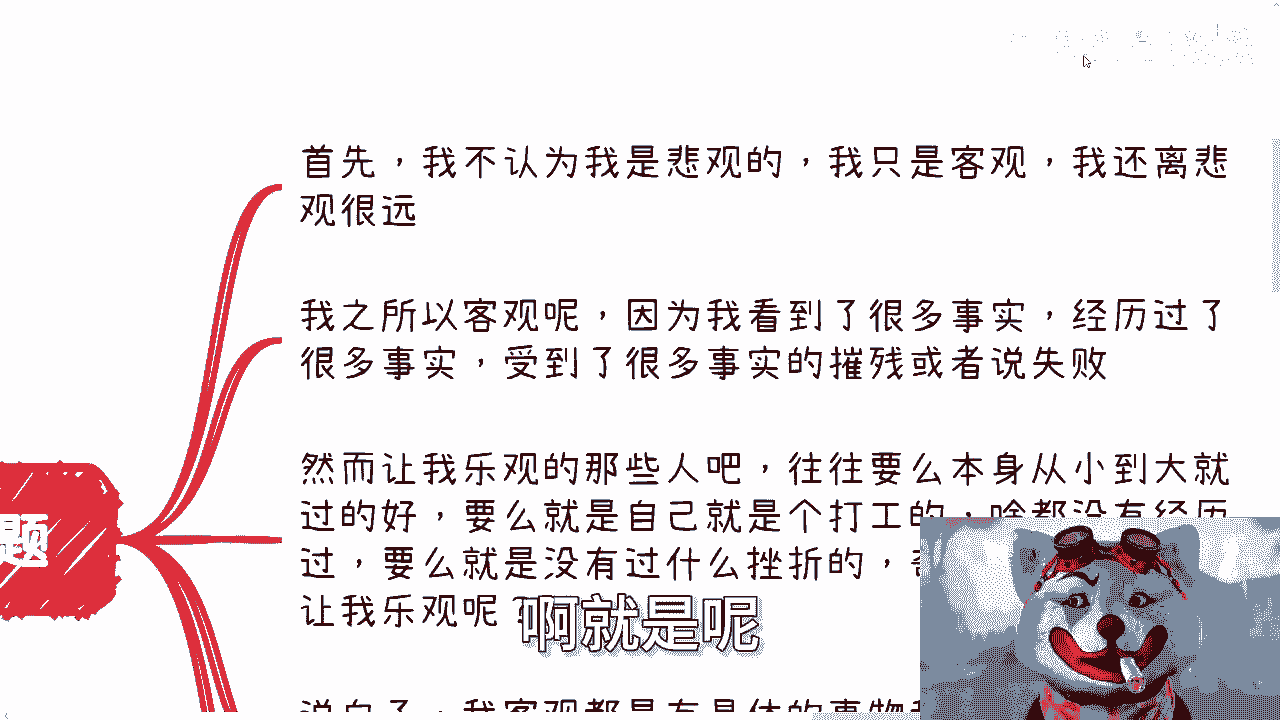 首先，我不认为我是悲观的，我只是客观，我还离悲
观很远
我之所以客观呢，因为我看到了很多事实，经历过了
很多事实，受到了很多事实的摧残或者说失败
然而让我乐观的那些人吧，往往要么本身从小到大就
过的好，要么就是自己就是个打工的，啥都没有经历
过，要么就是没有过什么挫折的，
让我乐观呢？
题
啊就是呢
说白了，我客观都是有具体的事物